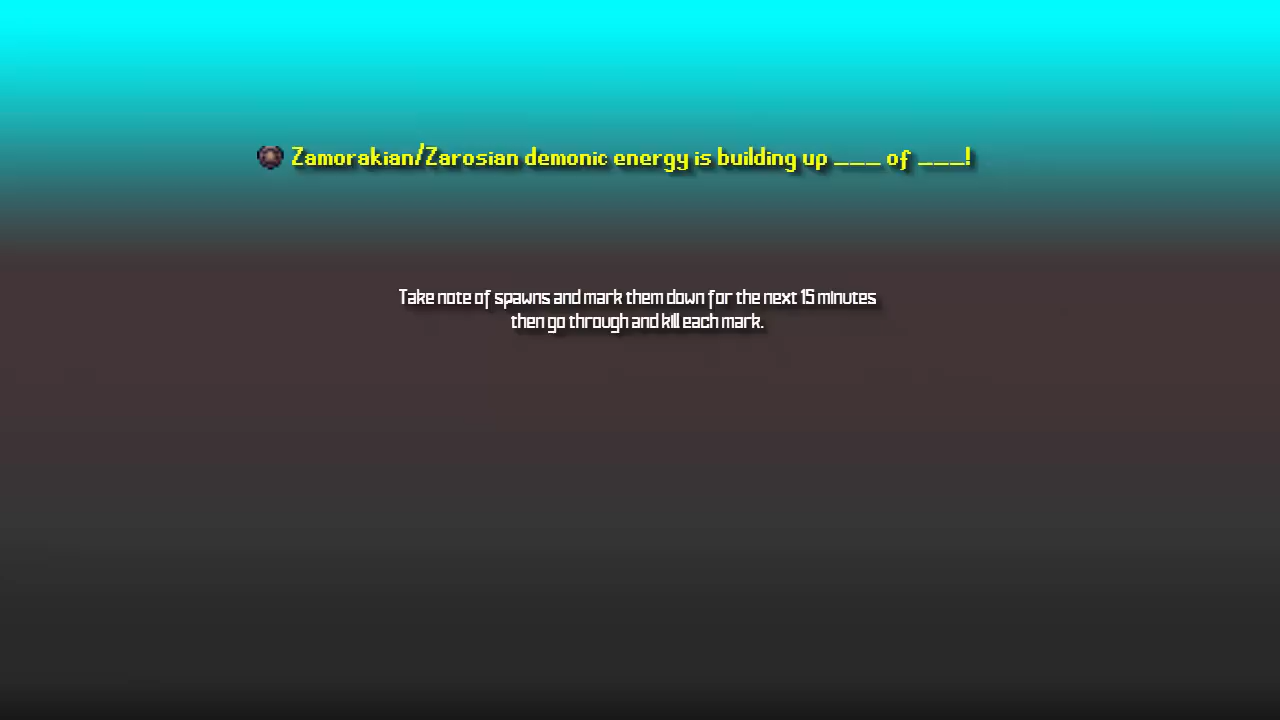 Zamorakian/Zarosian demonic energy is building up ___ of ___!
Take note of spawns and mark them down for the next 15 minutes
then go through and kill each mark.